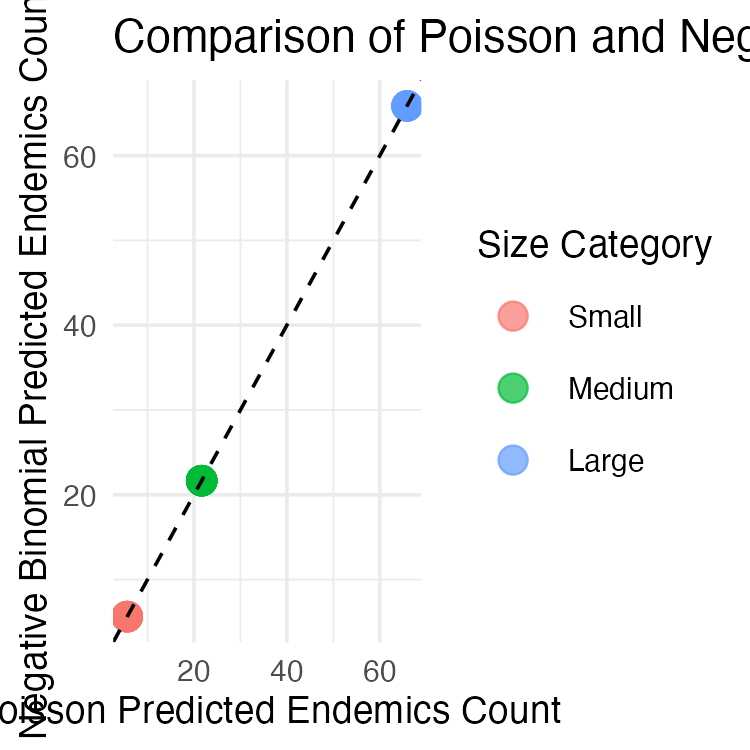 Comparison of Poisson and Neg
Negative Binomial Predicted Endemics Coun
60
40
20
20 40 60
oisson Predicted Endemics Count
Size Category
Small
Medium
Large